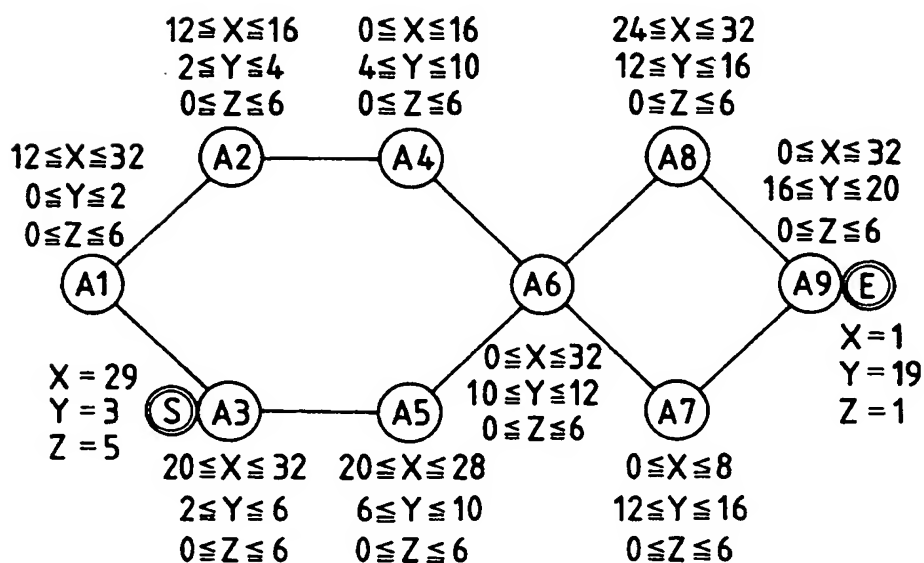 12≦X≦16
2≦Y≦4
0≦Z≦6
0≦X≦16
4≦Y≦10
0≦Z≦6
24≦X≦32
12≦Y≦16
0≦Z≦6
A2
A4
A8
12≦X≦32
0≦Y≦2
0≦Z≦6
0≦X≦32
16≦Y≦20
0≦Z≦6
A1
A6
A9
E
X=29
Y=3
Z=5
S
A3
A5
0≦X≦32
10≦Y≦12
0≦Z≦6
A7
X=1
Y=19
Z=1
20≦X≦32
2≦Y≦6
0≦Z≦6
20≦X≦28
6≦Y≦10
0≦Z≦6
0≦X≦8
12≦Y≦16
0≦Z≦6